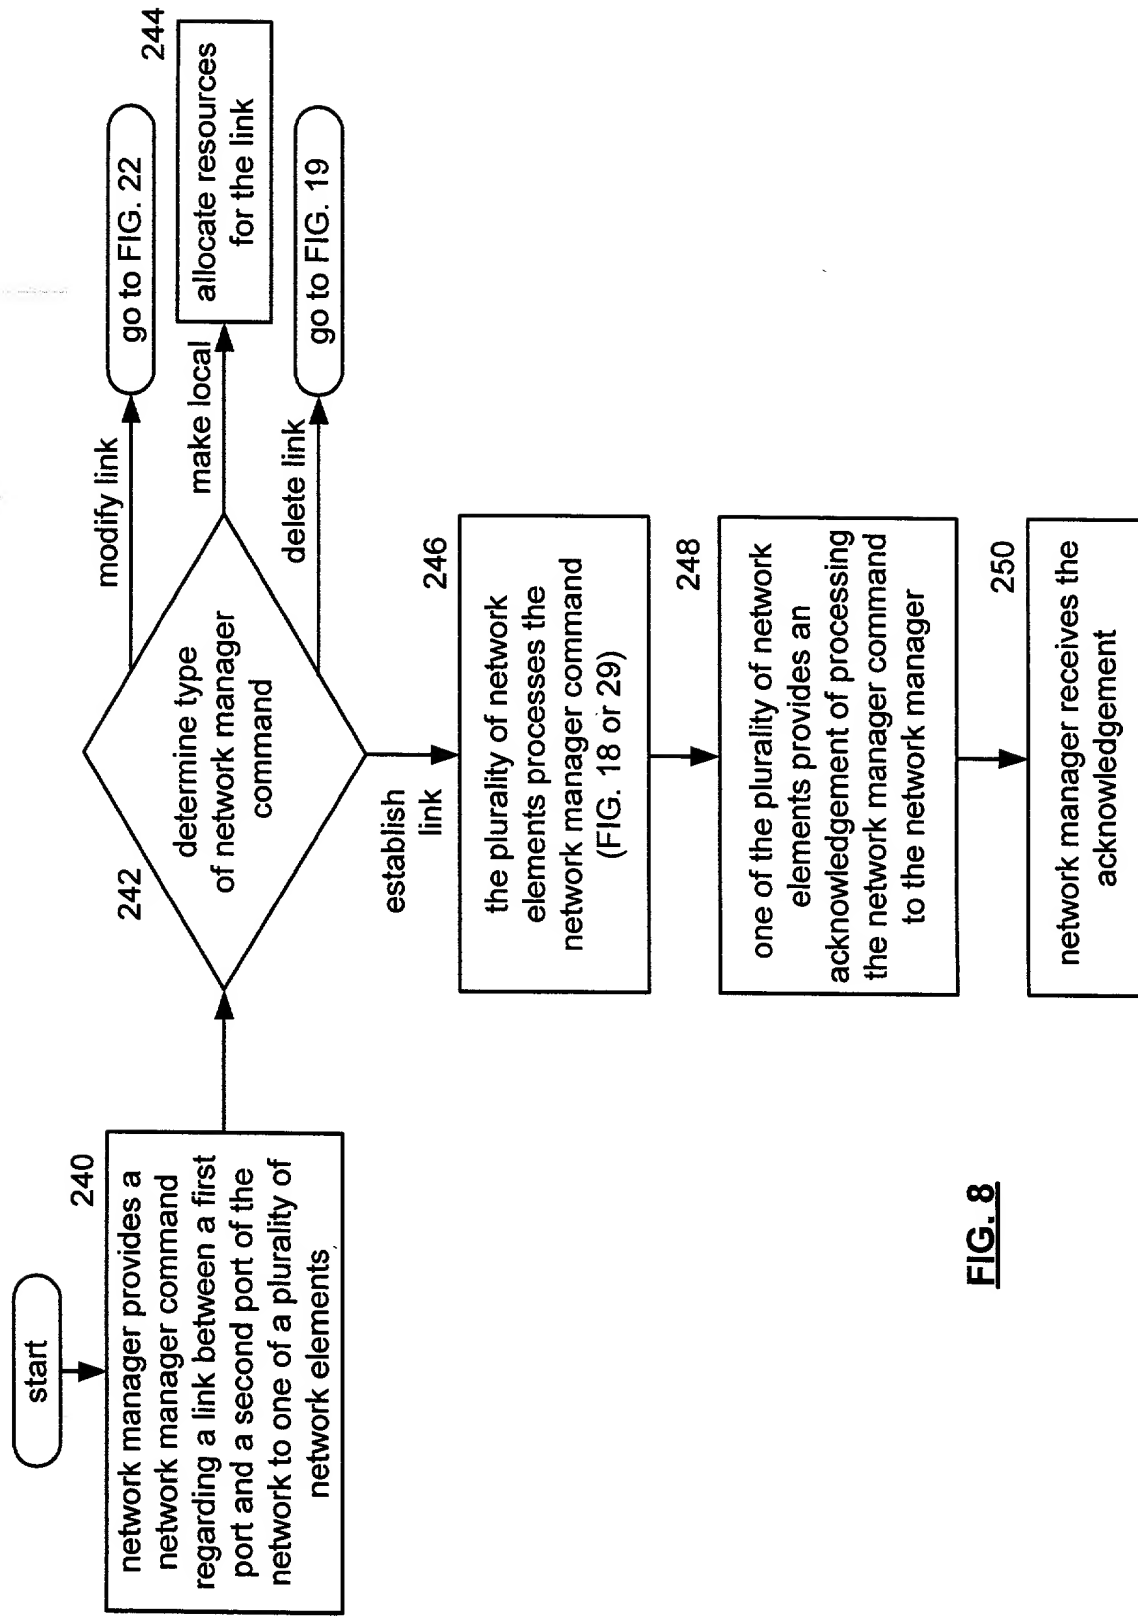 start
240
network manager provides a
network manager command
regarding a link between a first
port and a second port of the
network to one of a plurality of
network elements
242
determine type
of network manager
command
modify link
go to FIG. 22
make local
244
allocate resources
for the link
delete link
go to FIG. 19
establish
link
246
the plurality of network
elements processes the
network manager command
(FIG. 18 or 29)
248
one of the plurality of network
elements provides an
acknowledgement of processing
the network manager command
to the network manager
250
network manager receives the
acknowledgement
FIG. 8